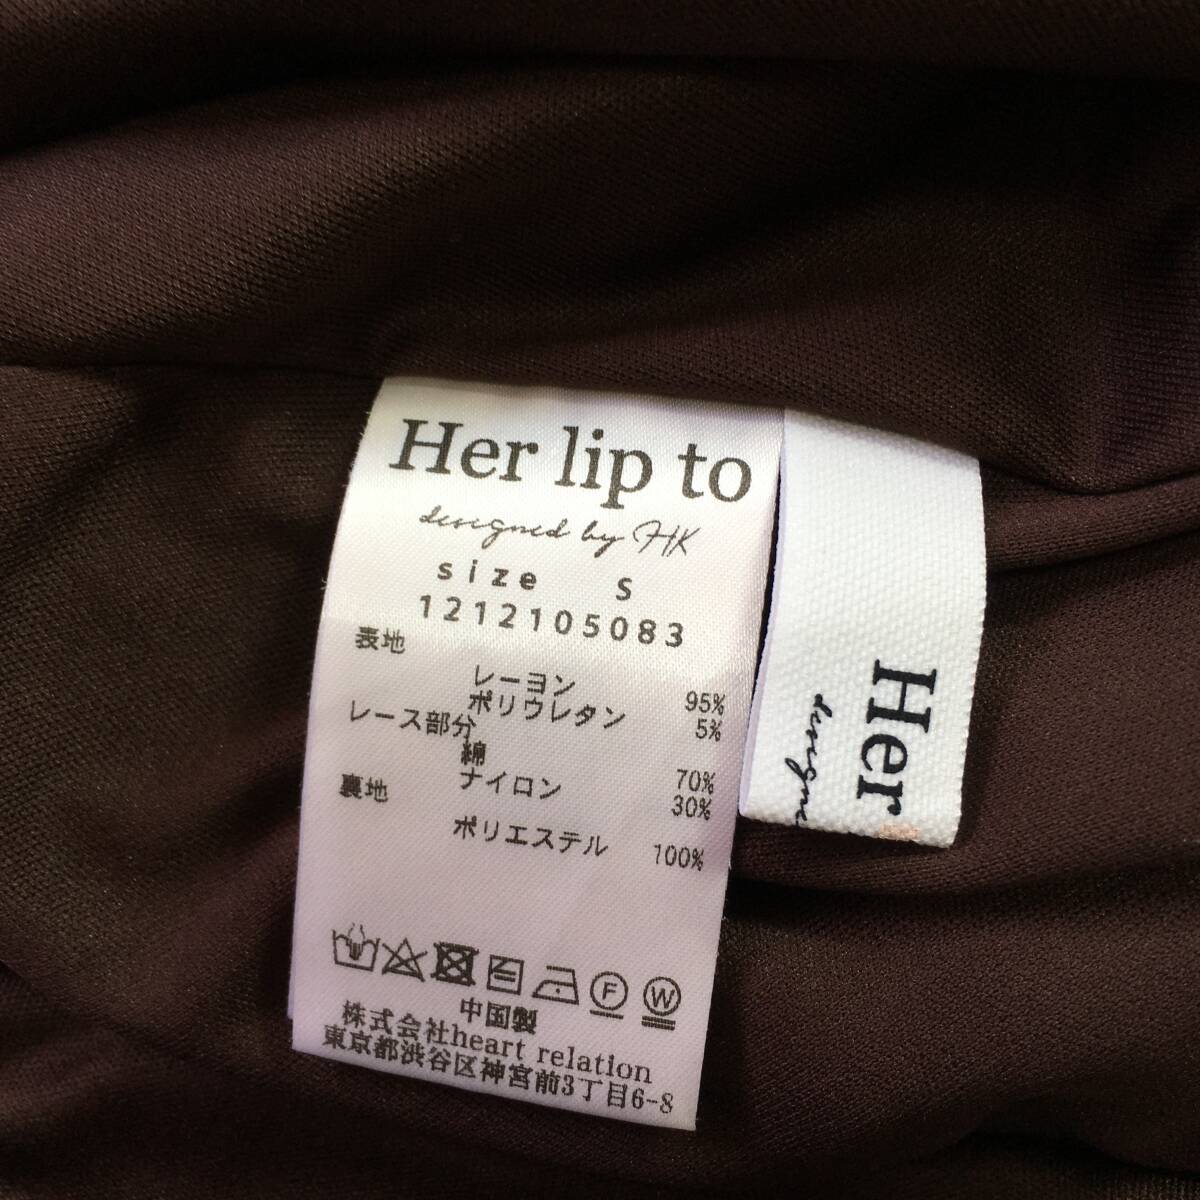 Her lip to
designed by HK
size S
1212105083
表地
レーヨン 95%
ポリウレタン 5%
レース部分
綿 70%
ナイロン 30%
裏地
ポリエステル 100%
F W
中国製
株式会社heart relation
東京都渋谷区神宮前3丁目6-8
Her